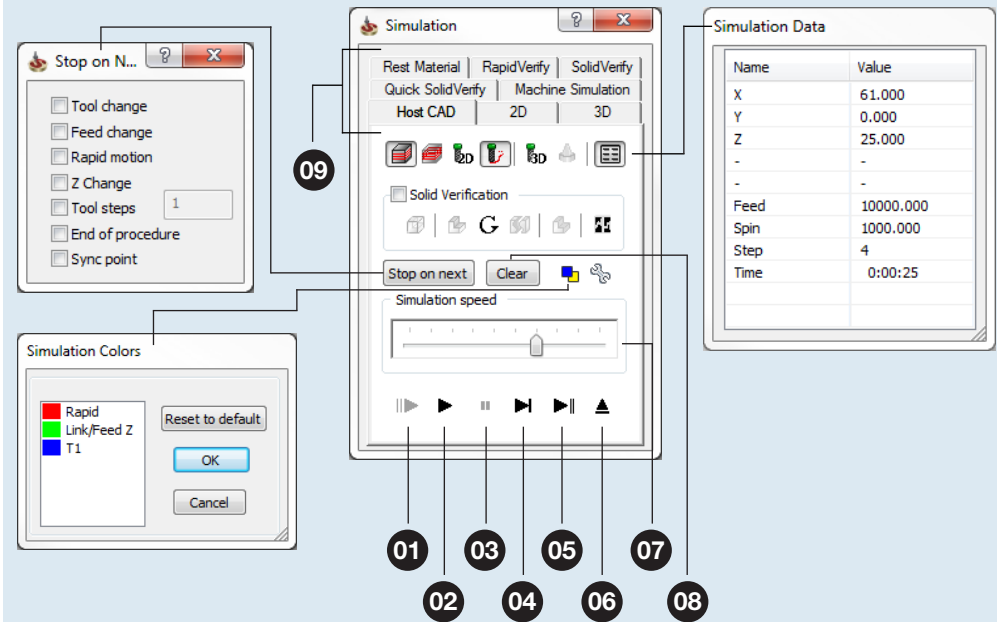 Stop on N...
Tool change
Feed change
Rapid motion
Z Change
Tool steps 1
End of procedure
Sync point
Simulation Colors
Rapid
Link/Feed Z
T1
Reset to default
OK
Cancel
09
Simulation
Rest Material RapidVerify SolidVerify
Quick SolidVerify Machine Simulation
Host CAD 2D 3D
2D 3D
Solid Verification
G
Stop on next Clear
Simulation speed
Simulation Data
Name Value
X 61.000
Y 0.000
Z 25.000
- -
- -
Feed 10000.000
Spin 1000.000
Step 4
Time 0:00:25
01 03 05 07
02 04 06 08